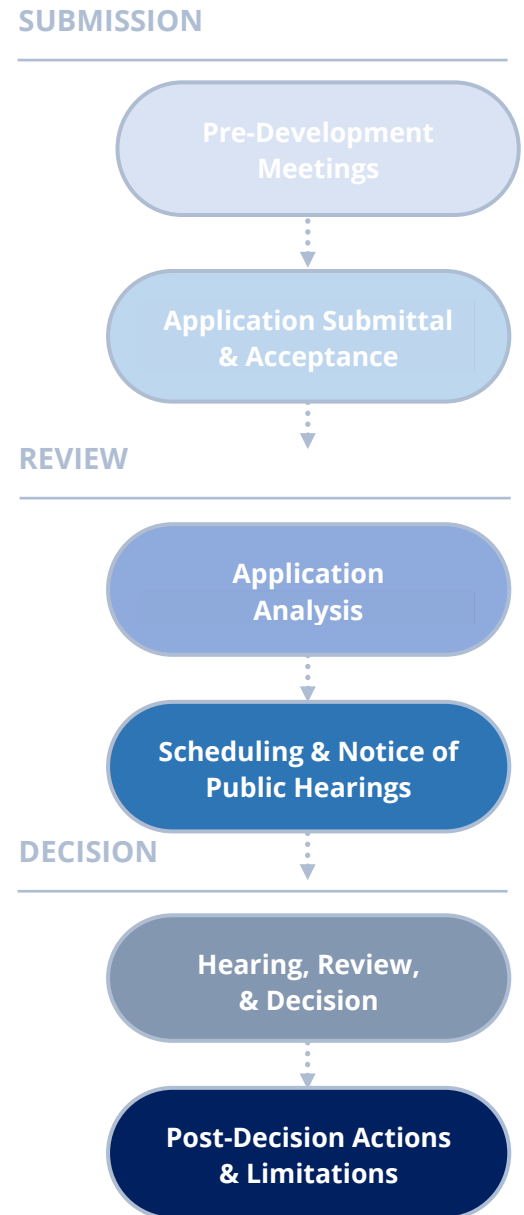 SUBMISSION
Pre-Development
Meetings
Application Submittal
& Acceptance
REVIEW
Application
Analysis
Scheduling & Notice of
Public Hearings
DECISION
Hearing, Review,
& Decision
Post-Decision Actions
& Limitations